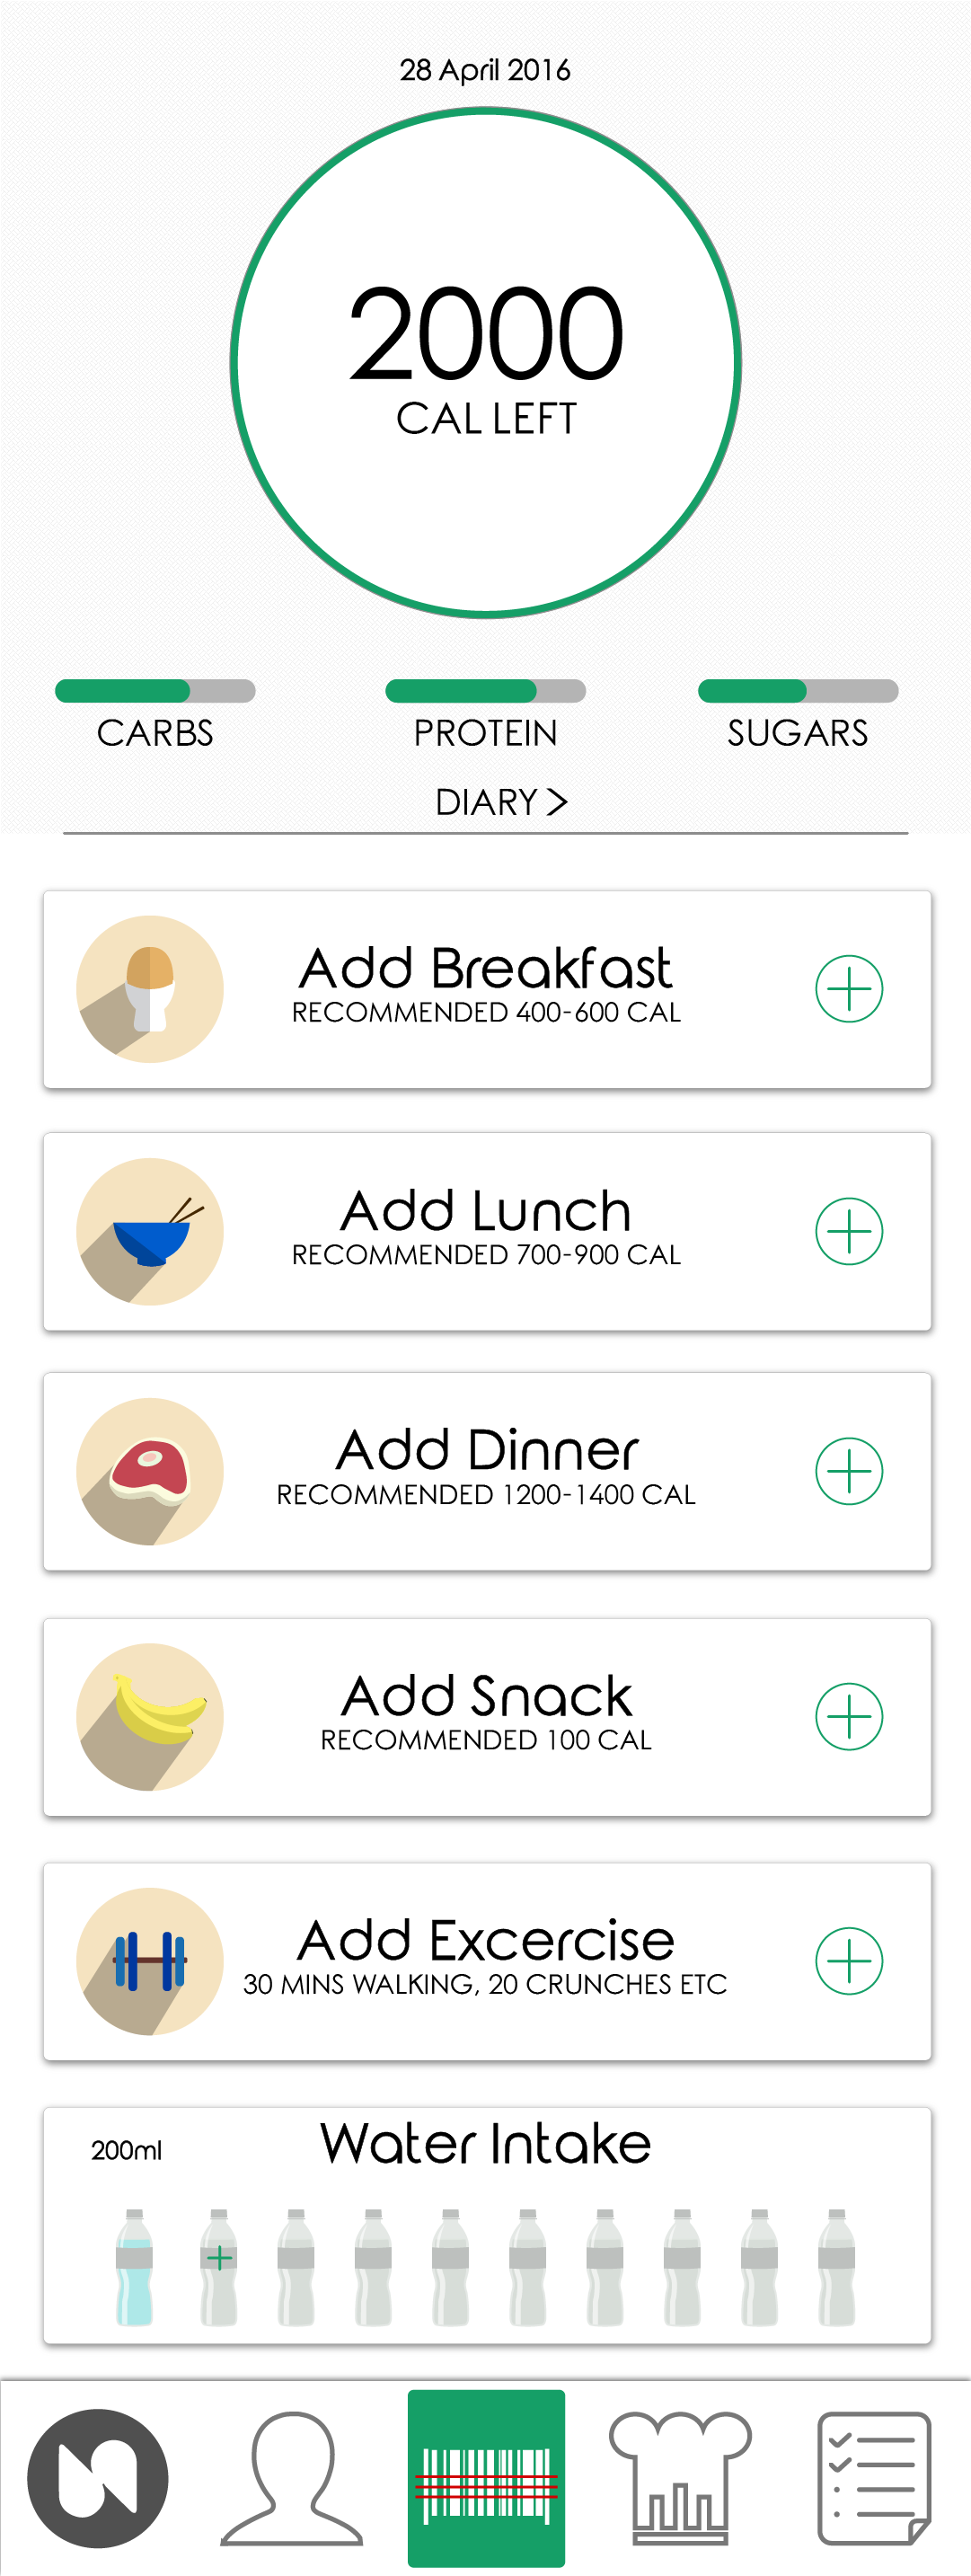 28 April 2016
2000
CAL LEFT
CARBS PROTEIN SUGARS
DIARY >
Add Breakfast
RECOMMENDED 400-600 CAL
Add Lunch
RECOMMENDED 700-900 CAL
Add Dinner
RECOMMENDED 1200-1400 CAL
Add Snack
RECOMMENDED 100 CAL
Add Excercise
30 MINS WALKING, 20 CRUNCHES ETC
200ml Water Intake